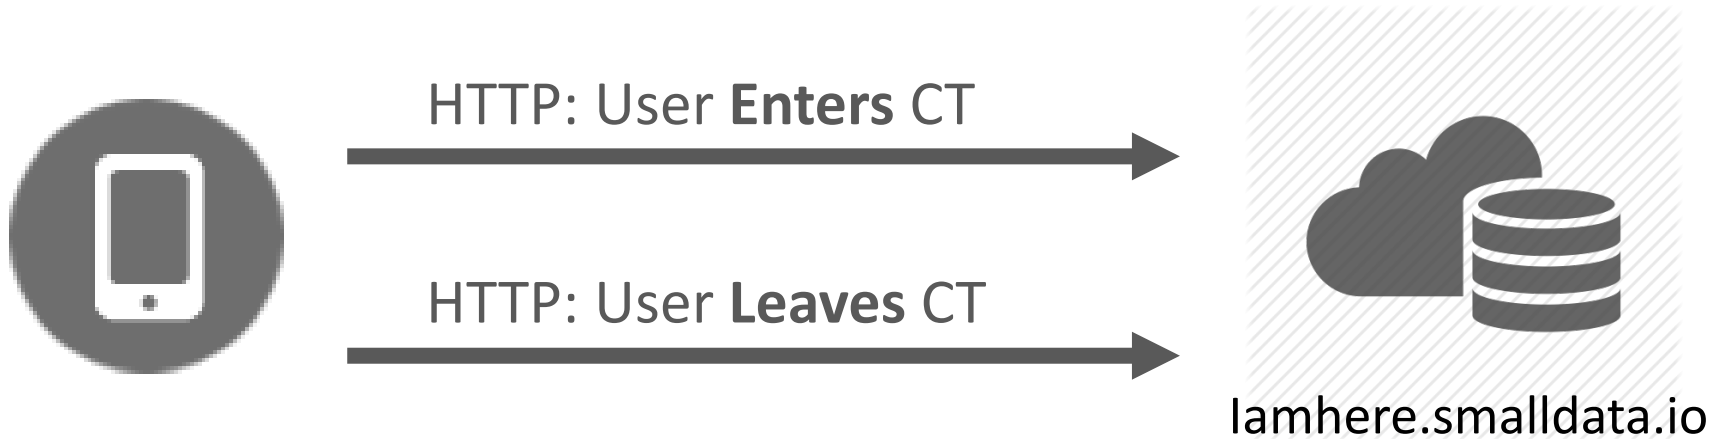 HTTP: User Enters CT
HTTP: User Leaves CT
Iamhere.smalldata.io